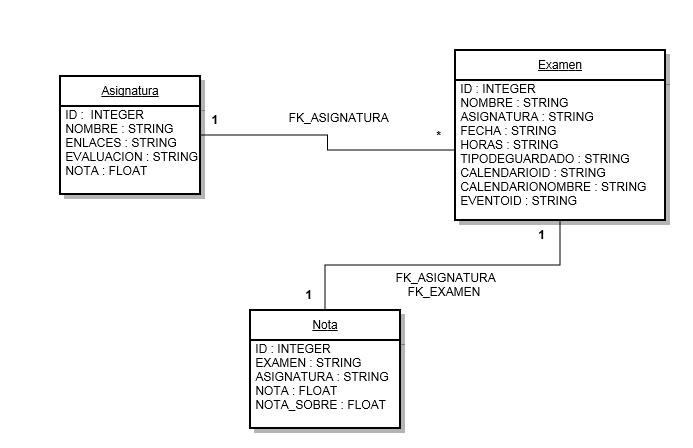 Asignatura
ID : INTEGER
NOMBRE : STRING
ENLACES : STRING
EVALUACION : STRING
NOTA : FLOAT
1
FK_ASIGNATURA
*
Examen
ID : INTEGER
NOMBRE : STRING
ASIGNATURA : STRING
FECHA : STRING
HORAS : STRING
TIPODEGUARDADO : STRING
CALENDARIOID : STRING
CALENDARIONOMBRE : STRING
EVENTOID : STRING
1
FK_ASIGNATURA
FK_EXAMEN
1
Nota
ID : INTEGER
EXAMEN : STRING
ASIGNATURA : STRING
NOTA : FLOAT
NOTA_SOBRE : FLOAT